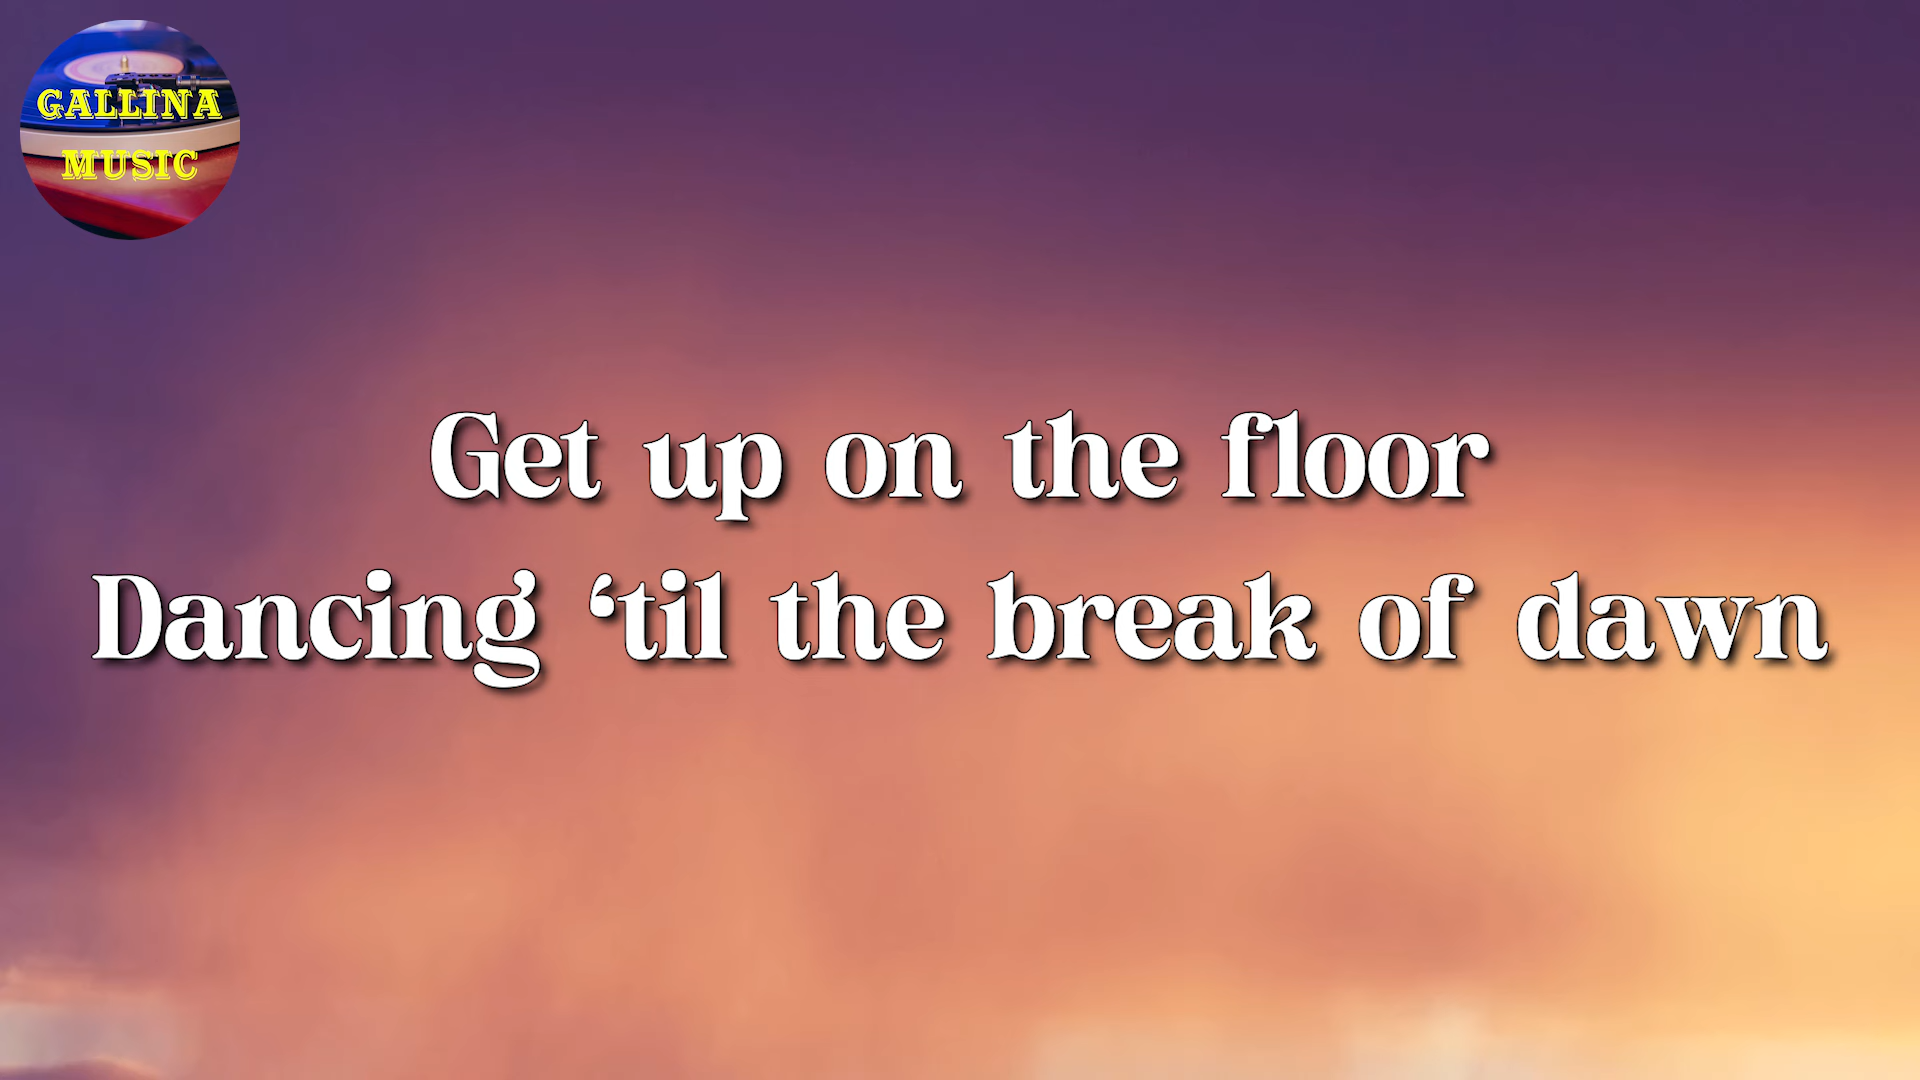 GALLINA
MUSIC
Get up on the floor
Dancing ‘til the break of dawn